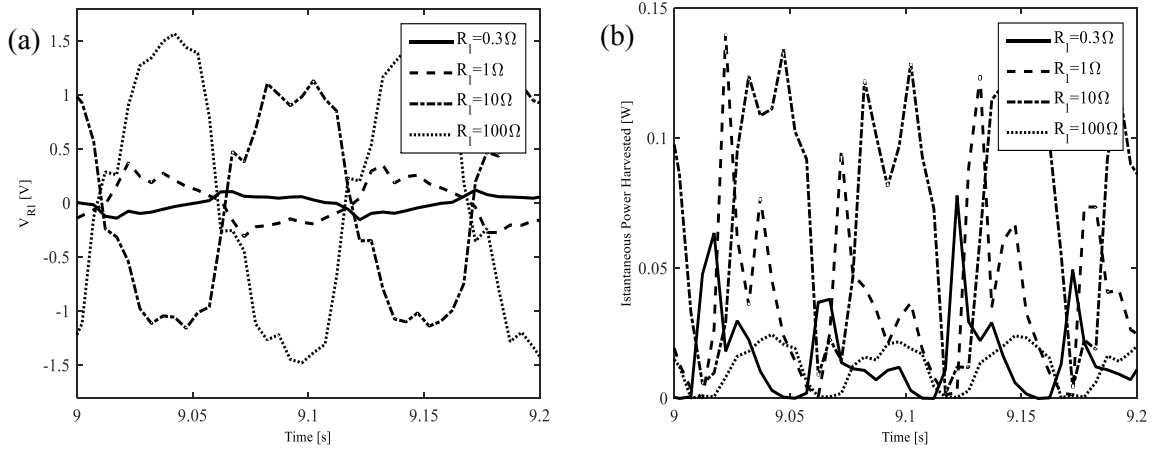 (a)
R_l=0.3Ω
R_l=1Ω
R_l=10Ω
R_l=100Ω
1.5
1
0.5
0
-0.5
-1
-1.5
V_Rl [V]
9
9.05
9.1
9.15
9.2
Time [s]
(b)
R_l=0.3Ω
R_l=1Ω
R_l=10Ω
R_l=100Ω
0.15
0.1
0.05
0
Istantaneous Power Harvested [W]
9
9.05
9.1
9.15
9.2
Time [s]